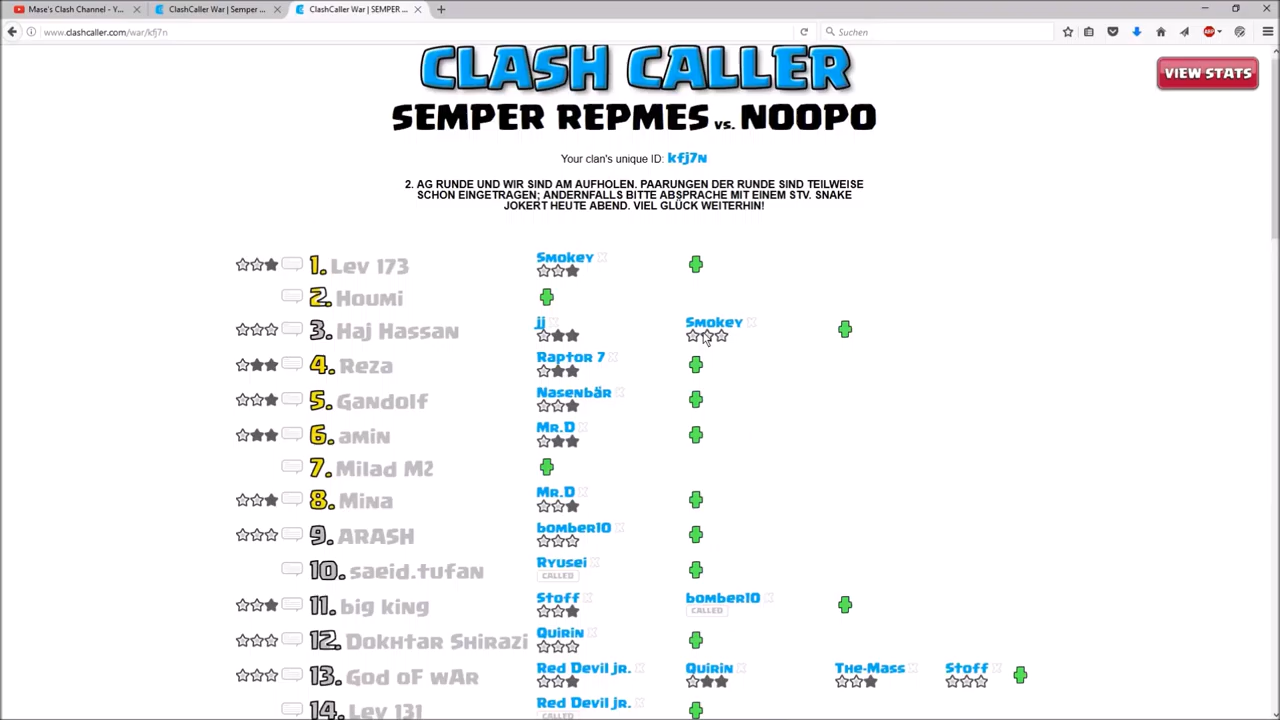 Mase's Clash Channel - Y...
ClashCaller War | Semper ...
ClashCaller War | SEMPER ...
www.clashcaller.com/war/kfj7n
Suchen
ABP
CLASH CALLER
VIEW STATS
SEMPER REPMES vs. NOOPO
Your clan's unique ID: kfj7n
2. AG RUNDE UND WIR SIND AM AUFHOLEN. PAARUNGEN DER RUNDE SIND TEILWEISE
SCHON EINGETRAGEN; ANDERNFALLS BITTE ABSPRACHE MIT EINEM STV. SNAKE
JOKERT HEUTE ABEND. VIEL GLÜCK WEITERHIN!
1. Lev 173 Smokey X
2. Houmi
3. Haj Hassan jj X Smokey X
4. Reza Raptor 7 X
5. Gandolf Nasenbär X
6. amin Mr.D X
7. Milad M2
8. Mina Mr.D X
9. ARASH bomber10 X
10. saeid.tufan Ryusei X
CALLED
11. big king Stoff X bomber10 X
CALLED
12. Dokhtar Shirazi Quirin X
13. God oF wAr Red Devil jr. X Quirin X The-Mass X Stoff X
14. Lev 131 Red Devil jr. X
CALLED